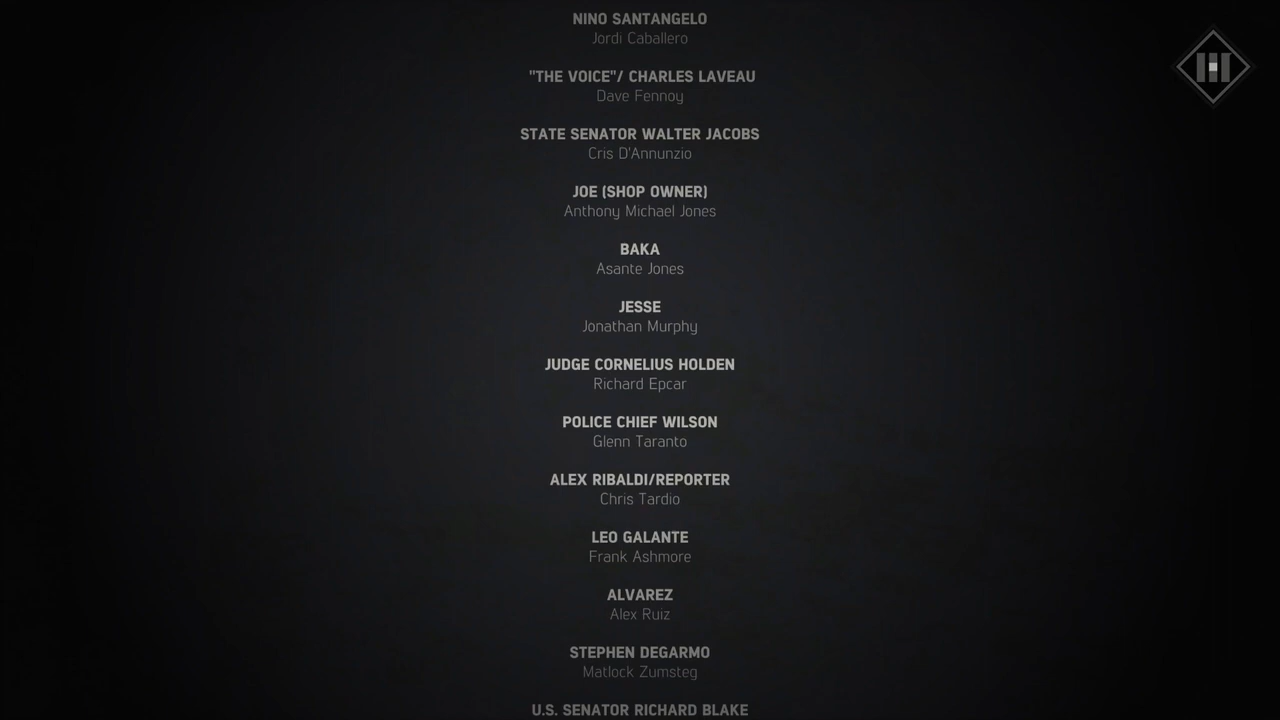 NINO SANTANGELO
Jordi Caballero
"THE VOICE"/ CHARLES LAVEAU
Dave Fennoy
STATE SENATOR WALTER JACOBS
Cris D'Annunzio
JOE (SHOP OWNER)
Anthony Michael Jones
BAKA
Asante Jones
JESSE
Jonathan Murphy
JUDGE CORNELIUS HOLDEN
Richard Epcar
POLICE CHIEF WILSON
Glenn Taranto
ALEX RIBALDI/REPORTER
Chris Tardio
LEO GALANTE
Frank Ashmore
ALVAREZ
Alex Ruiz
STEPHEN DEGARMO
Matlock Zumsteg
U.S. SENATOR RICHARD BLAKE